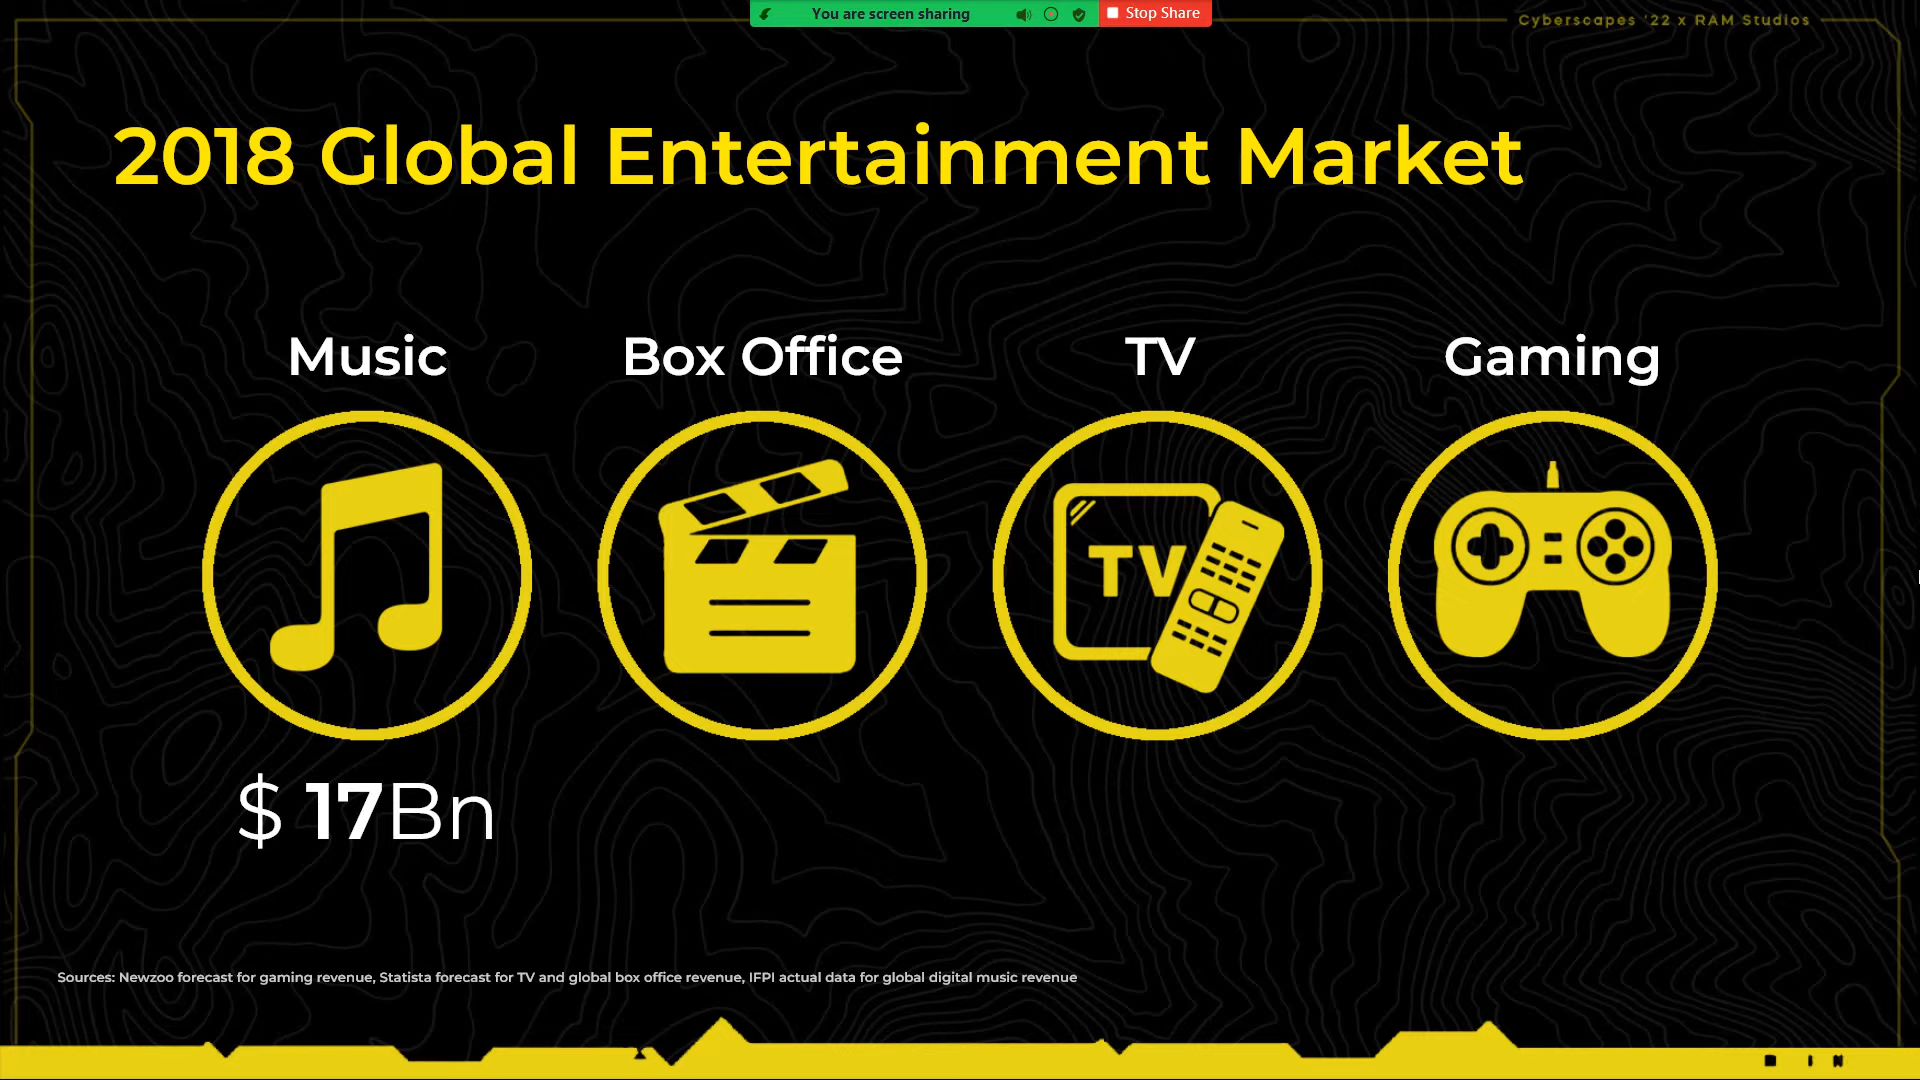 You are screen sharing
Stop Share
Cyberscapes '22 x RAM Studios
2018 Global Entertainment Market
Music
Box Office
TV
Gaming
TV
$ 17Bn
Sources: Newzoo forecast for gaming revenue, Statista forecast for TV and global box office revenue, IFPI actual data for global digital music revenue